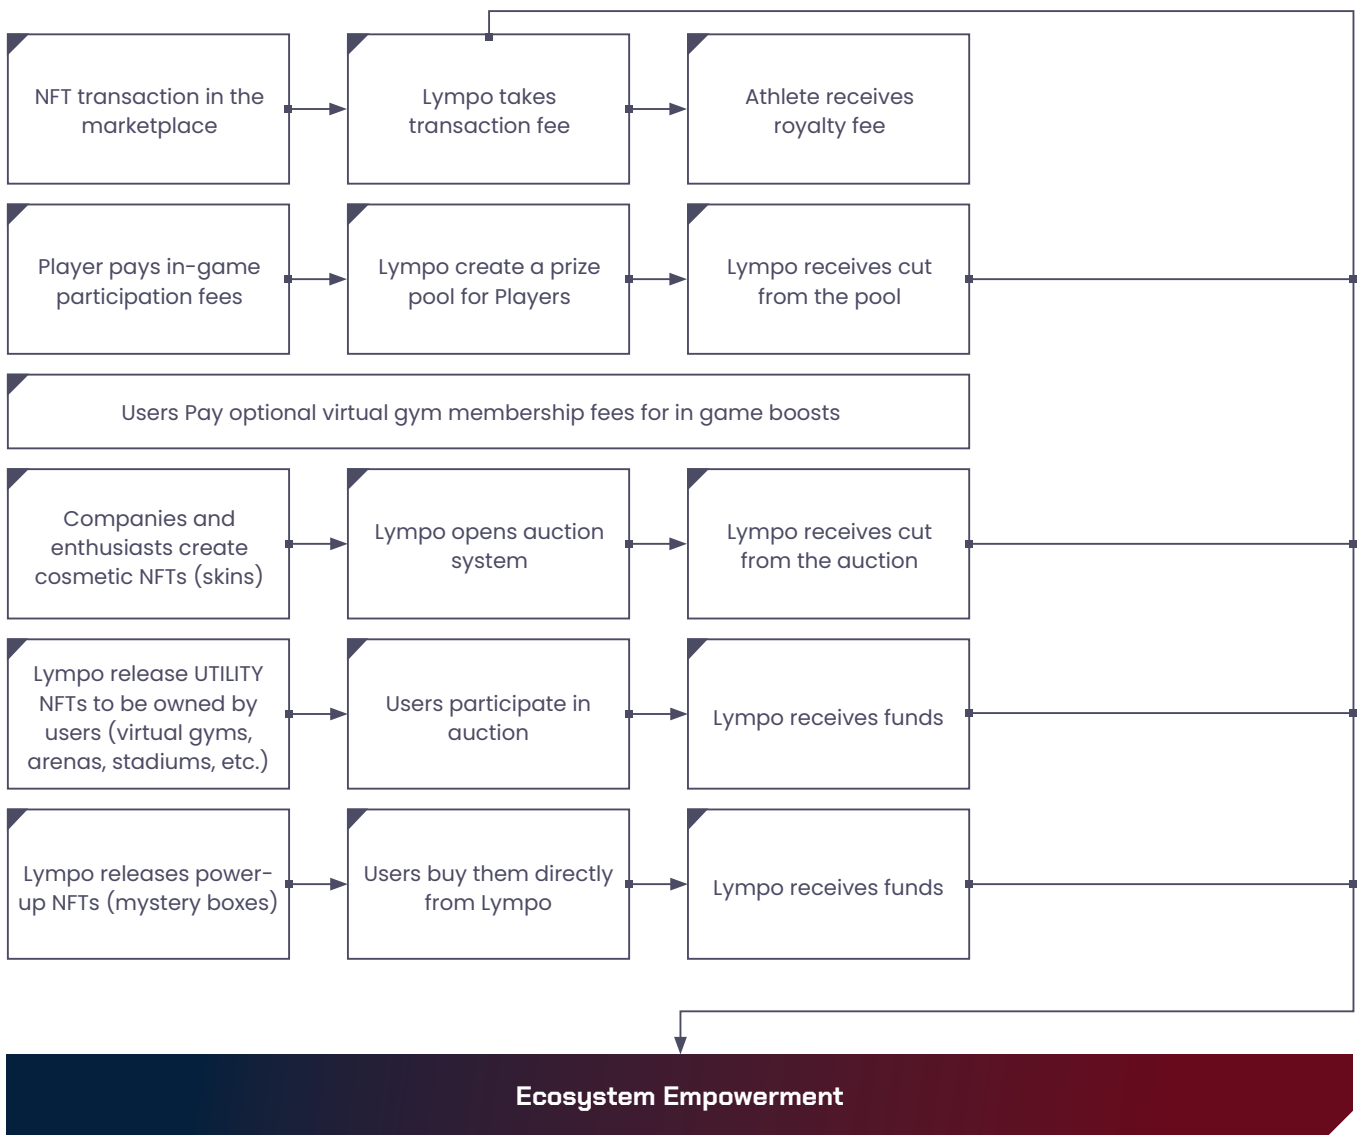 NFT transaction in the
marketplace
Lympo takes
transaction fee
Athlete receives
royalty fee
Player pays in-game
participation fees
Lympo create a prize
pool for Players
Lympo receives cut
from the pool
Users Pay optional virtual gym membership fees for in game boosts
Companies and
enthusiasts create
cosmetic NFTs (skins)
Lympo opens auction
system
Lympo receives cut
from the auction
Lympo release UTILITY
NFTs to be owned by
users (virtual gyms,
arenas, stadiums, etc.)
Users participate in
auction
Lympo receives funds
Lympo releases power-
up NFTs (mystery boxes)
Users buy them directly
from Lympo
Lympo receives funds
Ecosystem Empowerment